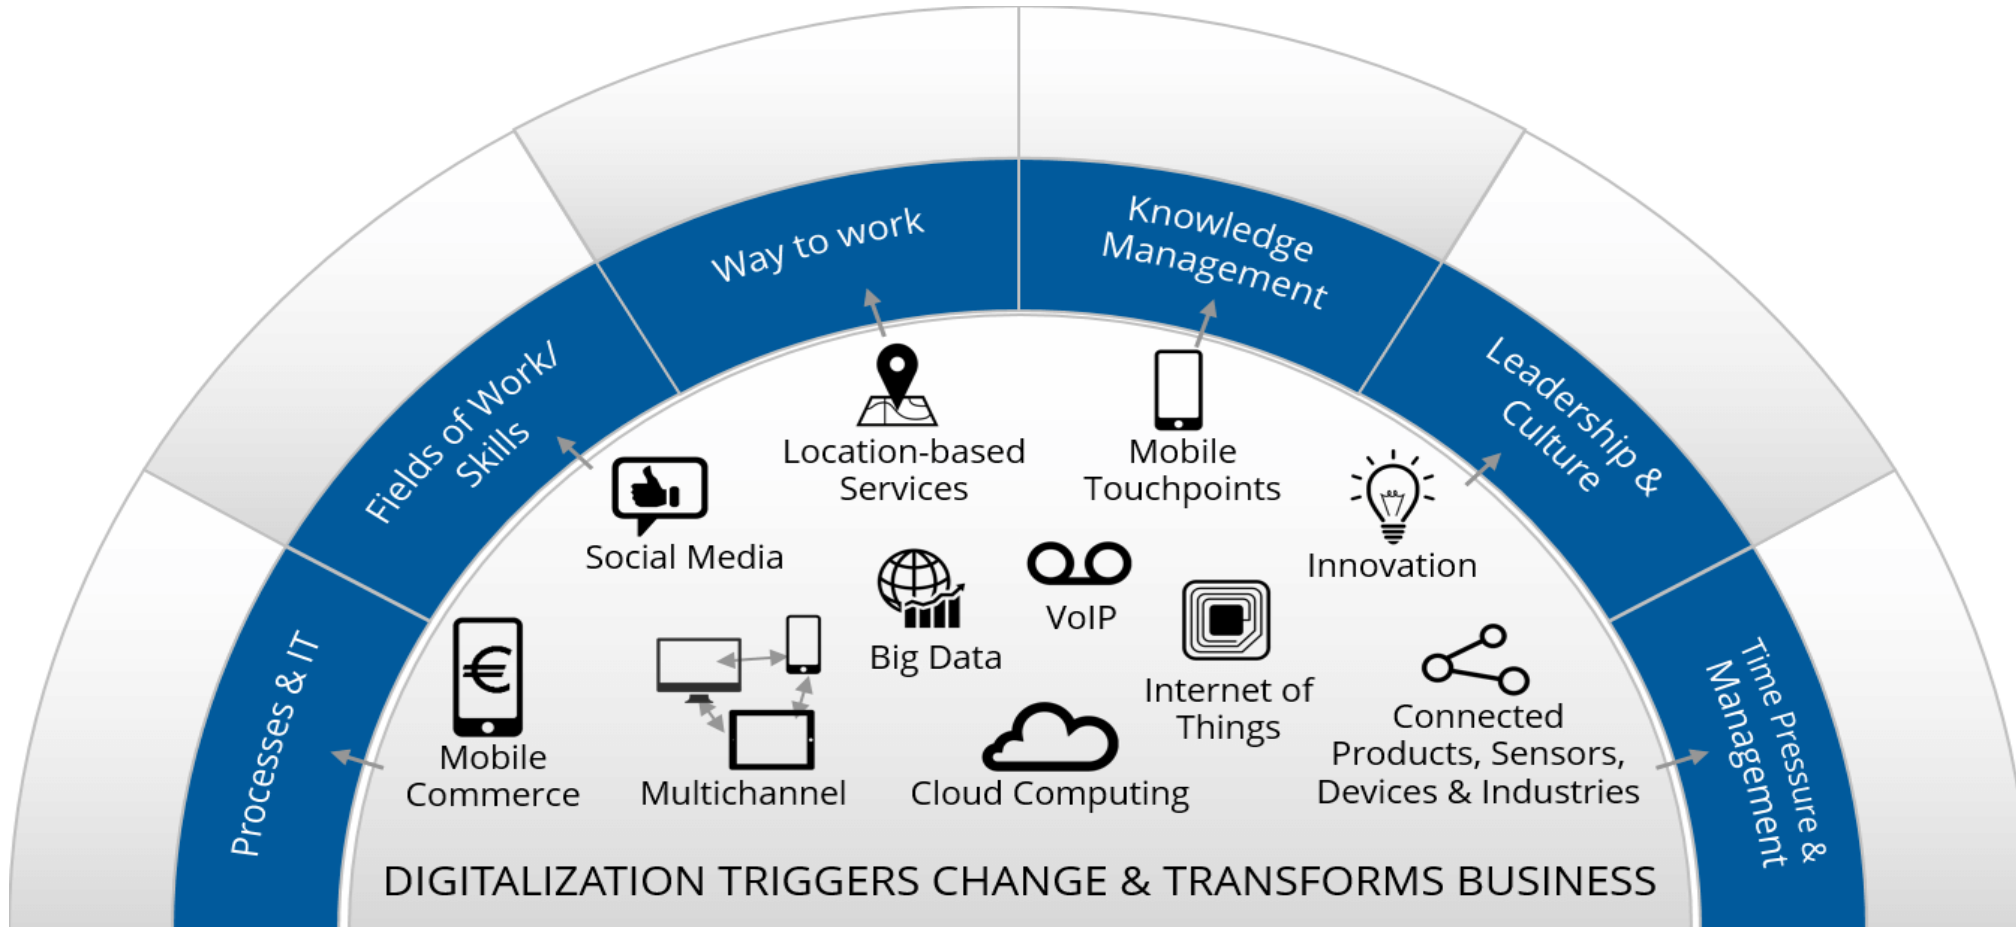 Processes & IT
Fields of Work/
Skills
Way to work
Knowledge
Management
Leadership &
Culture
Time Pressure &
Management
Location-based
Services
Mobile
Touchpoints
Social Media
Innovation
Big Data
VoIP
Internet of
Things
€
Mobile
Commerce
Multichannel
Cloud Computing
Connected
Products, Sensors,
Devices & Industries
DIGITALIZATION TRIGGERS CHANGE & TRANSFORMS BUSINESS